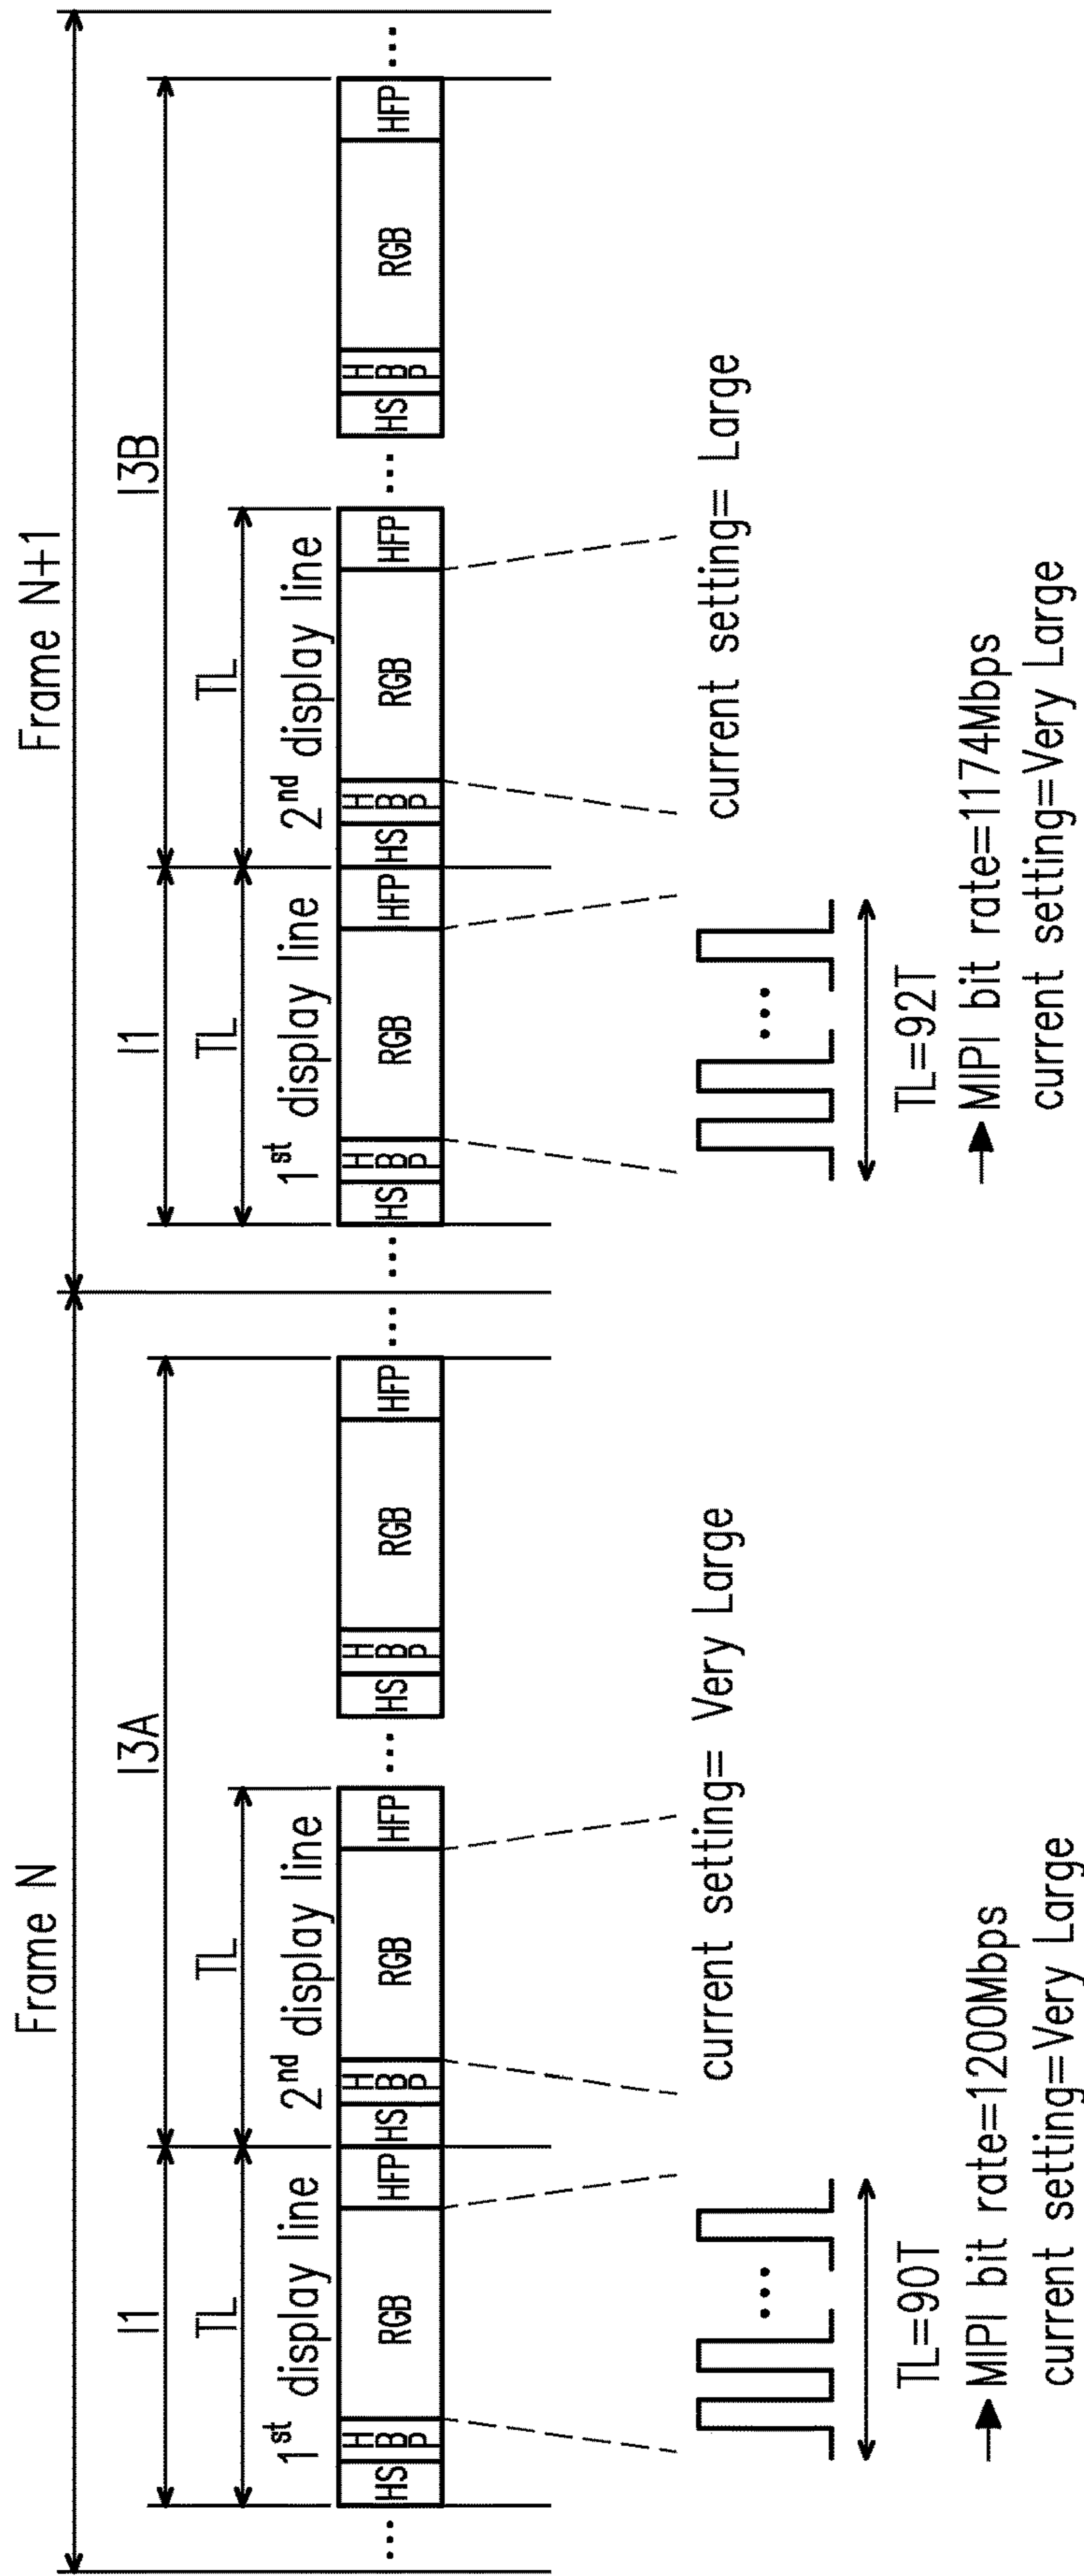 Frame N
Frame N+1
I1
I3A
I1
I3B
TL
TL
TL
TL
1st display line
2nd display line
1st display line
2nd display line
... HS HBP RGB HFP HS HBP RGB HFP ... HS HBP RGB HFP ... ... HS HBP RGB HFP HS HBP RGB HFP ... HS HBP RGB HFP ...
current setting= Very Large
current setting= Large
...
...
TL=90T
TL=92T
MIPI bit rate=1200Mbps
MIPI bit rate=1174Mbps
current setting=Very Large
current setting=Very Large